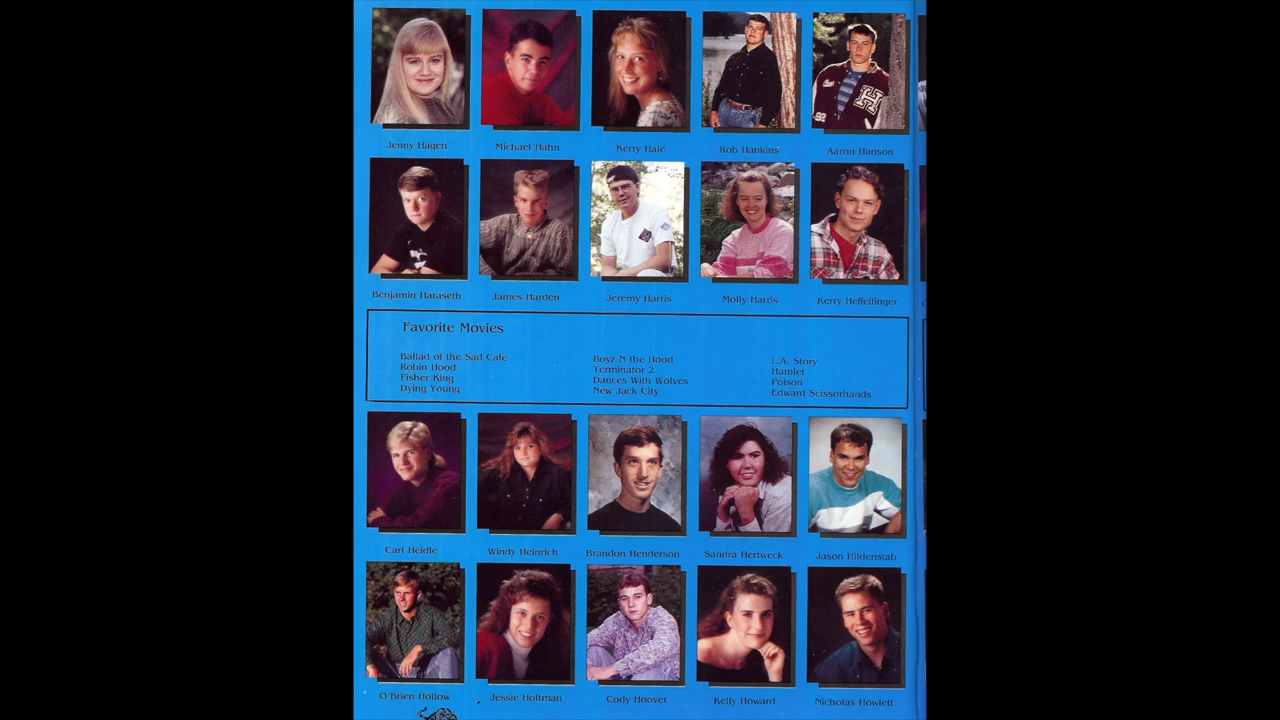 Jenny Hagen
Michael Hahn
Kerry Hale
Rob Hankins
Aaron Hanson
92
H
Benjamin Haraseth
James Harden
Jeremy Harris
Molly Harris
Kerry Heffelfinger
Favorite Movies
Ballad of the Sad Cafe
Robin Hood
Fisher King
Dying Young
Boyz N the Hood
Terminator 2
Dances With Wolves
New Jack City
L.A. Story
Hamlet
Poison
Edward Scissorhands
Carl Heidle
Windy Heinrich
Brandon Henderson
Sandra Hertweck
Jason Hildenstab
O'Brien Hollow
Jessie Holtman
Cody Hoover
Kelly Howard
Nicholas Howlett